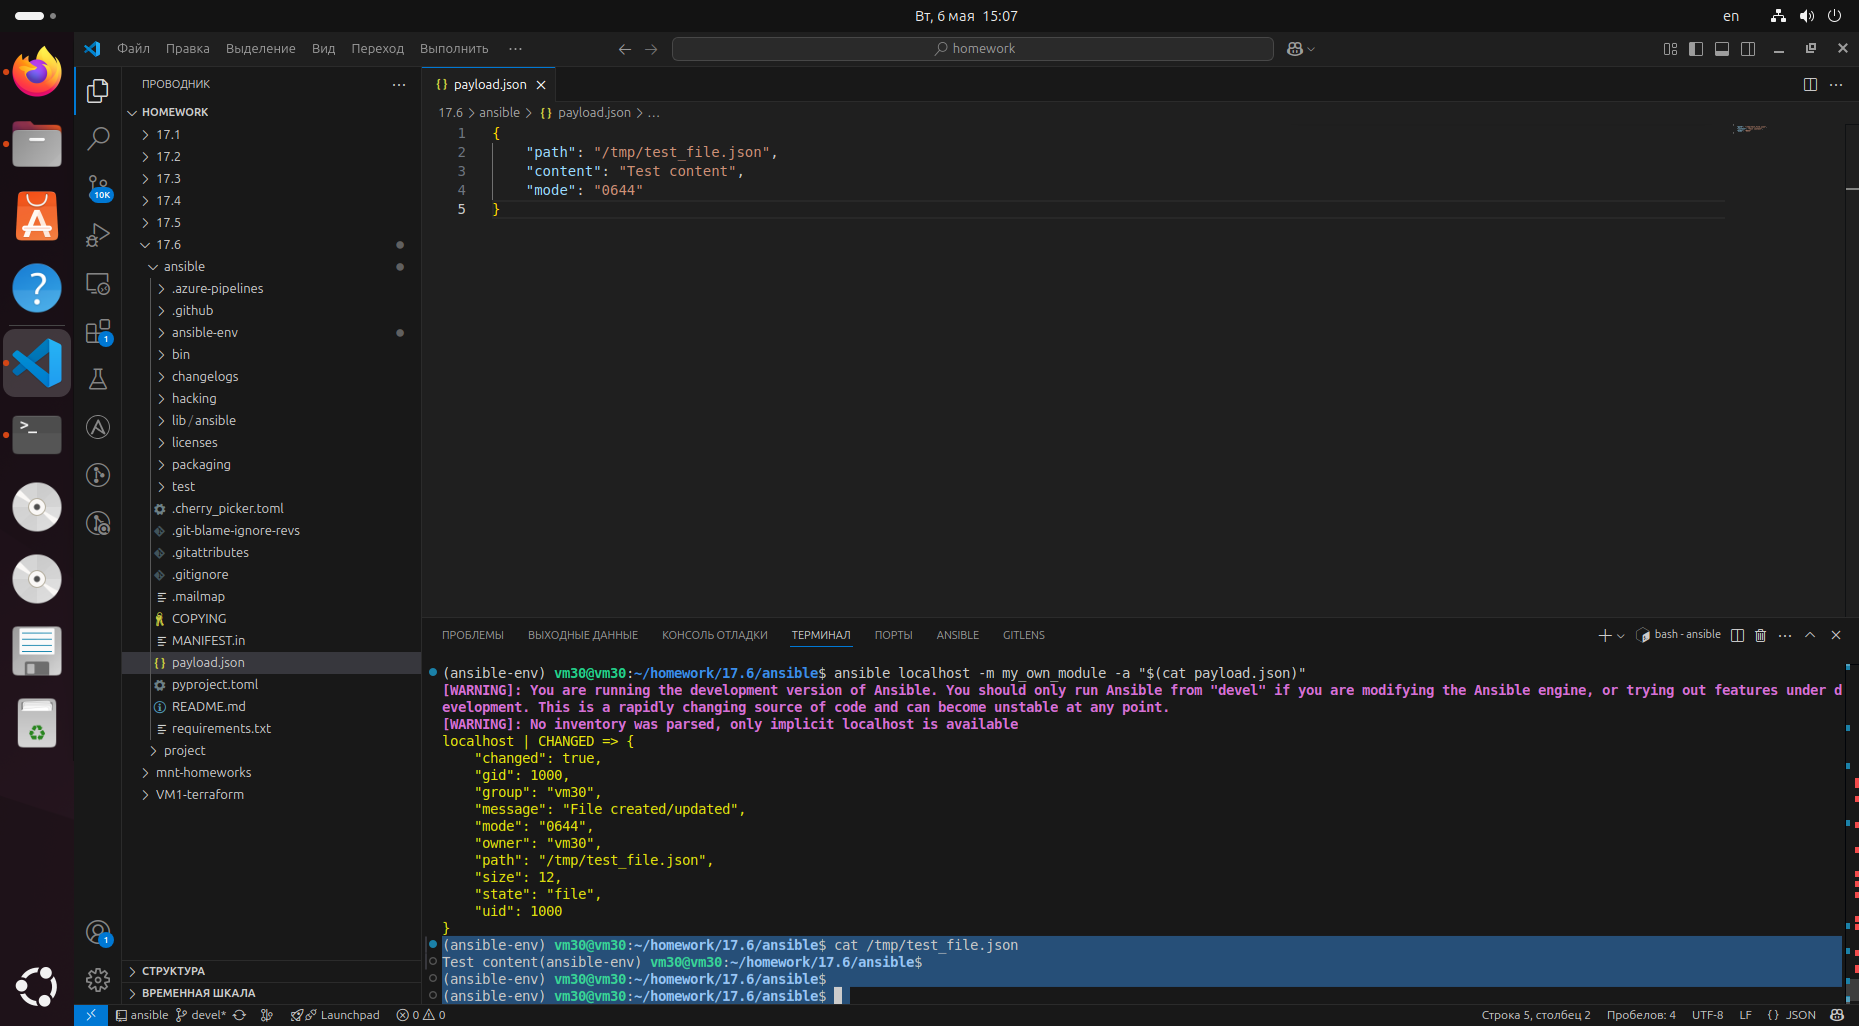 Вт, 6 мая 15:07
en
Файл Правка Выделение Вид Переход Выполнить ···
homework
ПРОВОДНИК
payload.json
HOMEWORK
17.6 > ansible > {} payload.json > ...
17.1
17.2
17.3
17.4
17.5
17.6
ansible
.azure-pipelines
.github
ansible-env
bin
changelogs
hacking
lib / ansible
licenses
packaging
test
.cherry_picker.toml
.git-blame-ignore-revs
.gitattributes
.gitignore
.mailmap
COPYING
MANIFEST.in
payload.json
pyproject.toml
README.md
requirements.txt
project
mnt-homeworks
VM1-terraform
СТРУКТУРА
ВРЕМЕННАЯ ШКАЛА
10K
1
1
1 {
2 "path": "/tmp/test_file.json",
3 "content": "Test content",
4 "mode": "0644"
5 }
ПРОБЛЕМЫ ВЫХОДНЫЕ ДАННЫЕ КОНСОЛЬ ОТЛАДКИ ТЕРМИНАЛ ПОРТЫ ANSIBLE GITLENS
bash - ansible
(ansible-env) vm30@vm30:~/homework/17.6/ansible$ ansible localhost -m my_own_module -a "$(cat payload.json)"
[WARNING]: You are running the development version of Ansible. You should only run Ansible from "devel" if you are modifying the Ansible engine, or trying out features under d
evelopment. This is a rapidly changing source of code and can become unstable at any point.
[WARNING]: No inventory was parsed, only implicit localhost is available
localhost | CHANGED => {
"changed": true,
"gid": 1000,
"group": "vm30",
"message": "File created/updated",
"mode": "0644",
"owner": "vm30",
"path": "/tmp/test_file.json",
"size": 12,
"state": "file",
"uid": 1000
}
(ansible-env) vm30@vm30:~/homework/17.6/ansible$ cat /tmp/test_file.json
Test content(ansible-env) vm30@vm30:~/homework/17.6/ansible$
(ansible-env) vm30@vm30:~/homework/17.6/ansible$
(ansible-env) vm30@vm30:~/homework/17.6/ansible$
ansible devel* Launchpad 0 0
Строка 5, столбец 2 Пробелов: 4 UTF-8 LF {} JSON